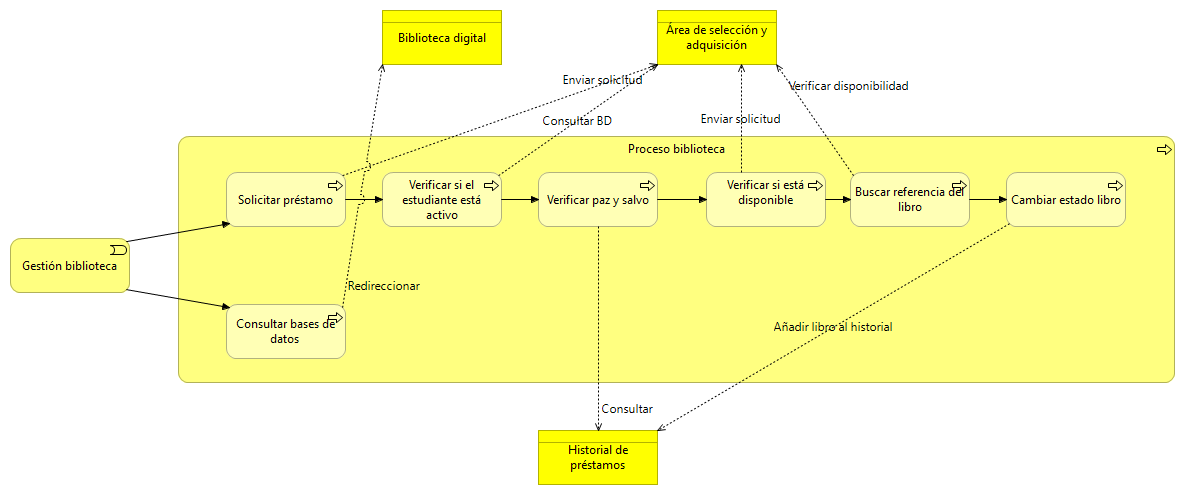 Biblioteca digital
Área de selección y
adquisición
Enviar solicitud
Verificar disponibilidad
Consultar BD
Enviar solicitud
Proceso biblioteca
Solicitar préstamo
Verificar si el
estudiante está
activo
Verificar paz y salvo
Verificar si está
disponible
Buscar referencia del
libro
Cambiar estado libro
Gestión biblioteca
Redireccionar
Consultar bases de
datos
Añadir libro al historial
Consultar
Historial de
préstamos